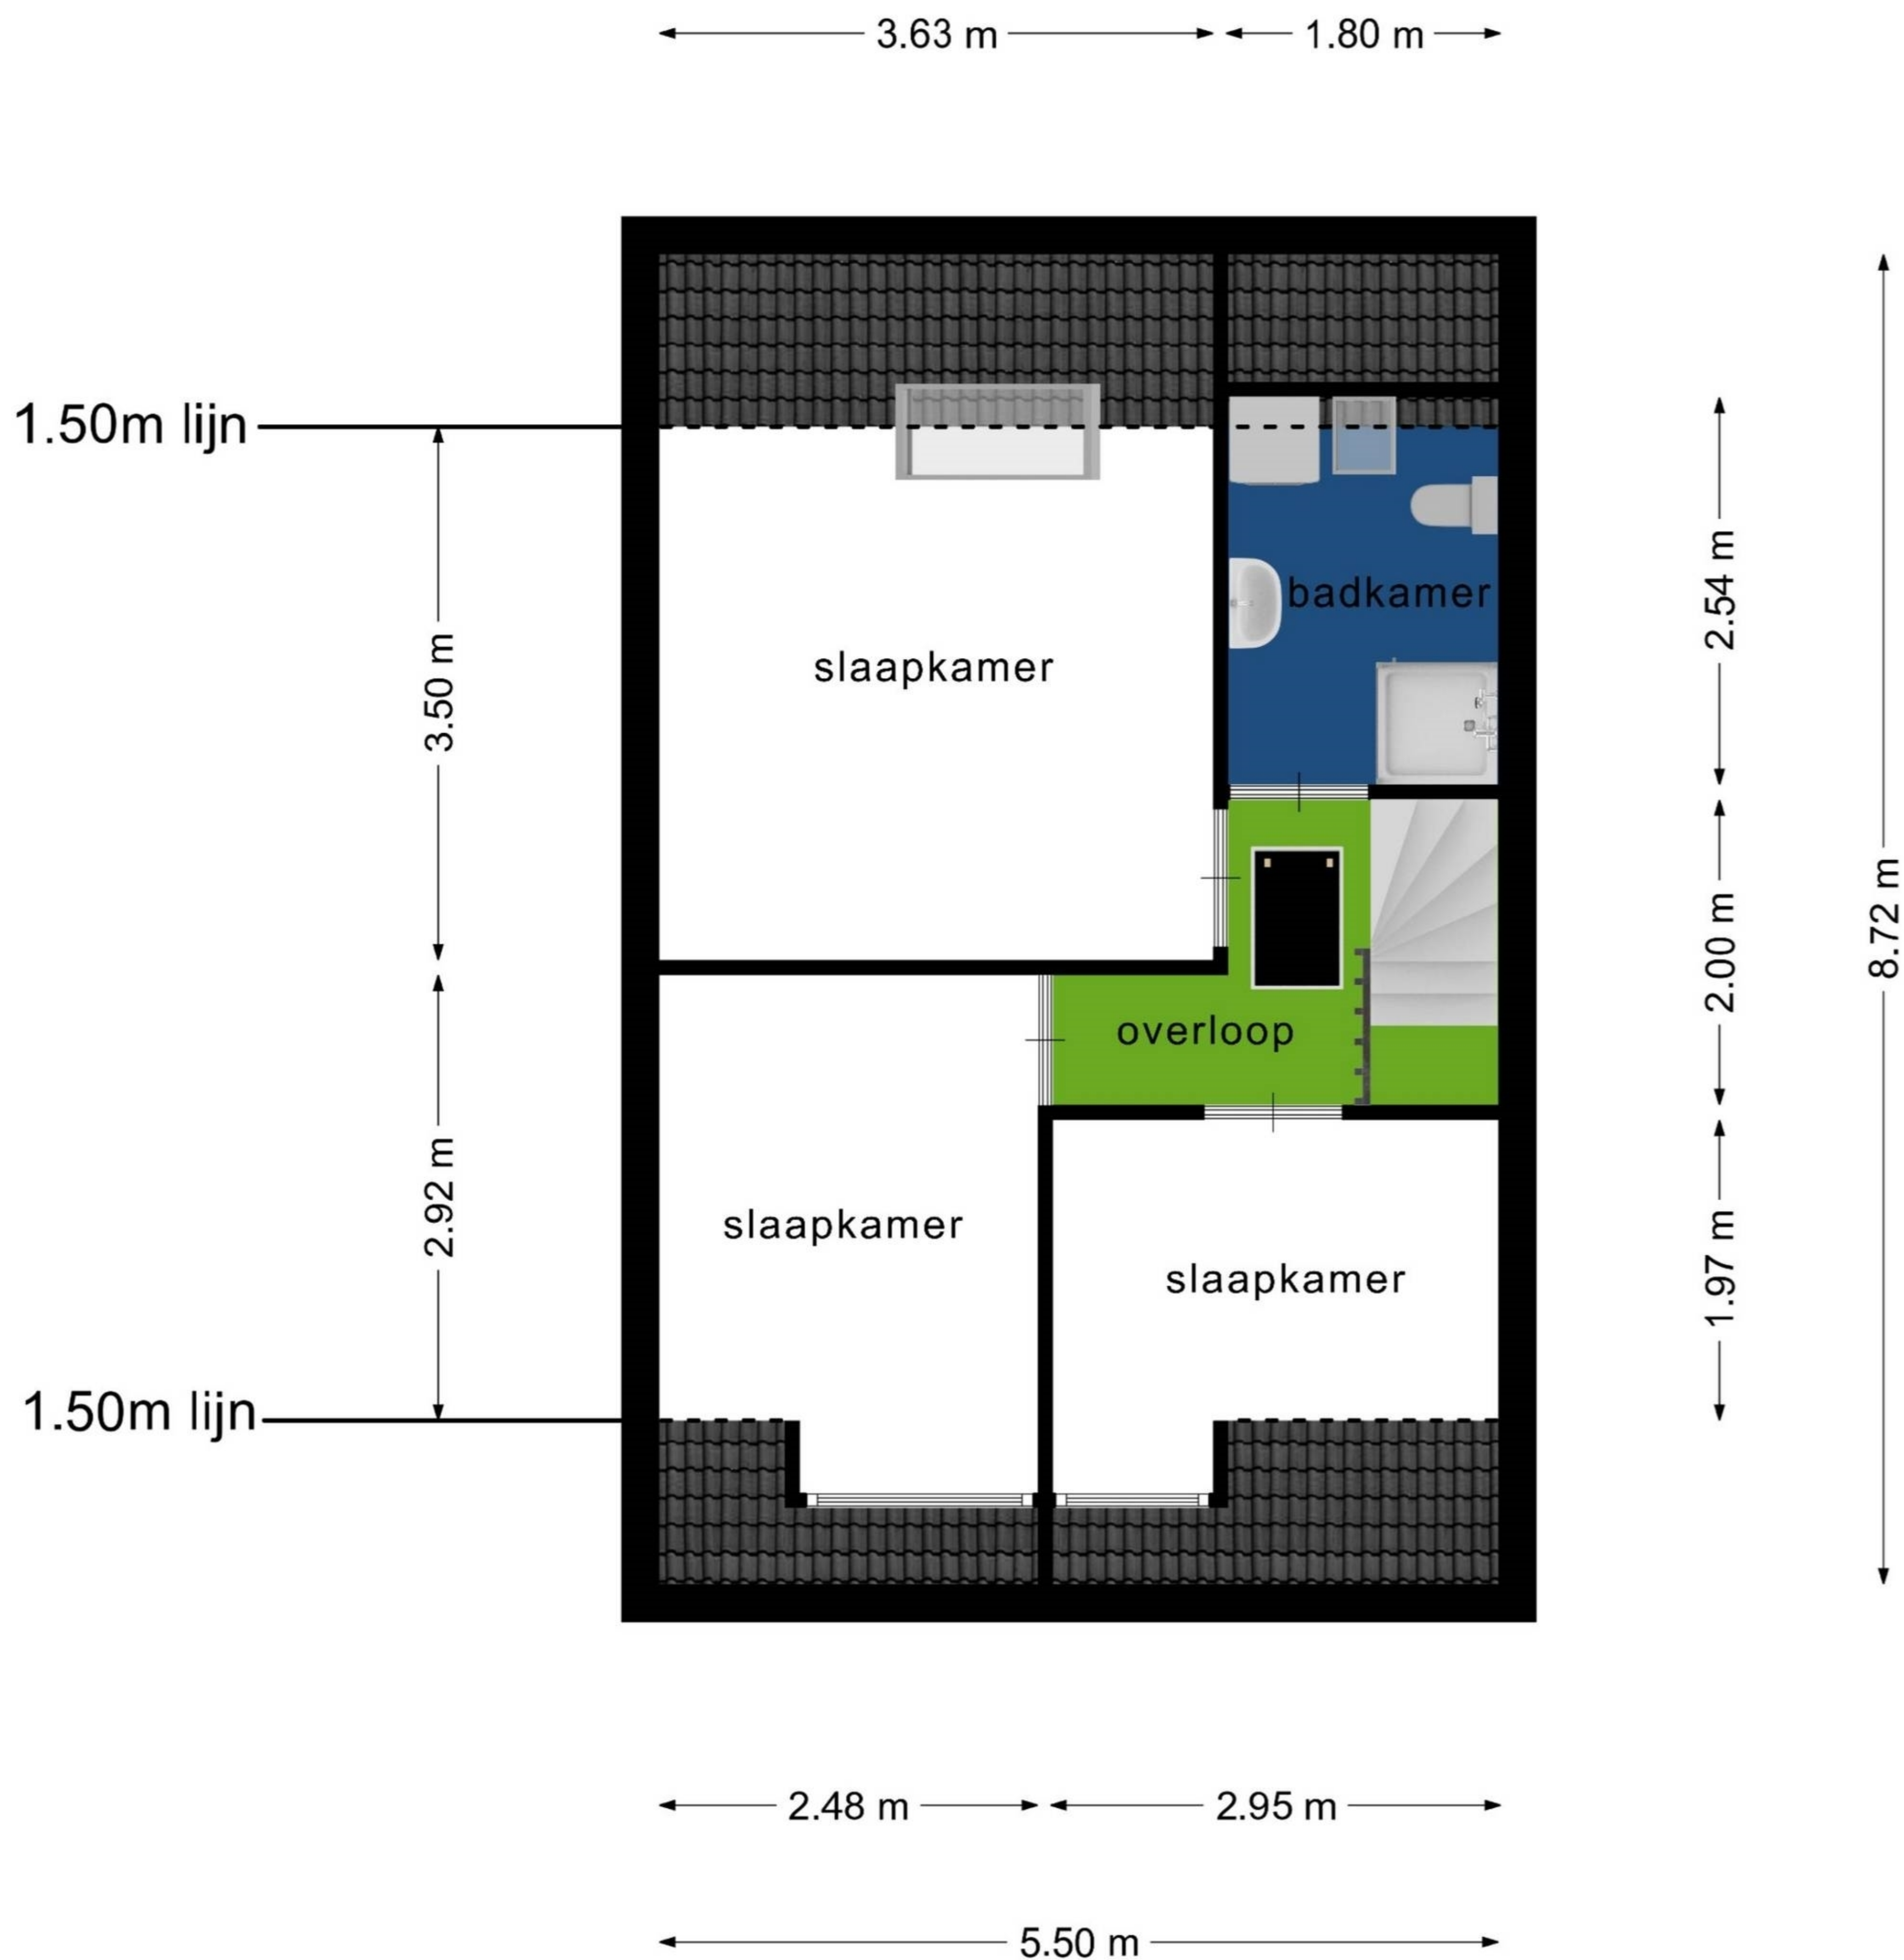 3.63 m
1.80 m
1.50m lijn
badkamer
2.54 m
slaapkamer
3.50 m
8.72 m
2.00 m
overloop
2.92 m
slaapkamer
slaapkamer
1.97 m
1.50m lijn
2.48 m
2.95 m
5.50 m